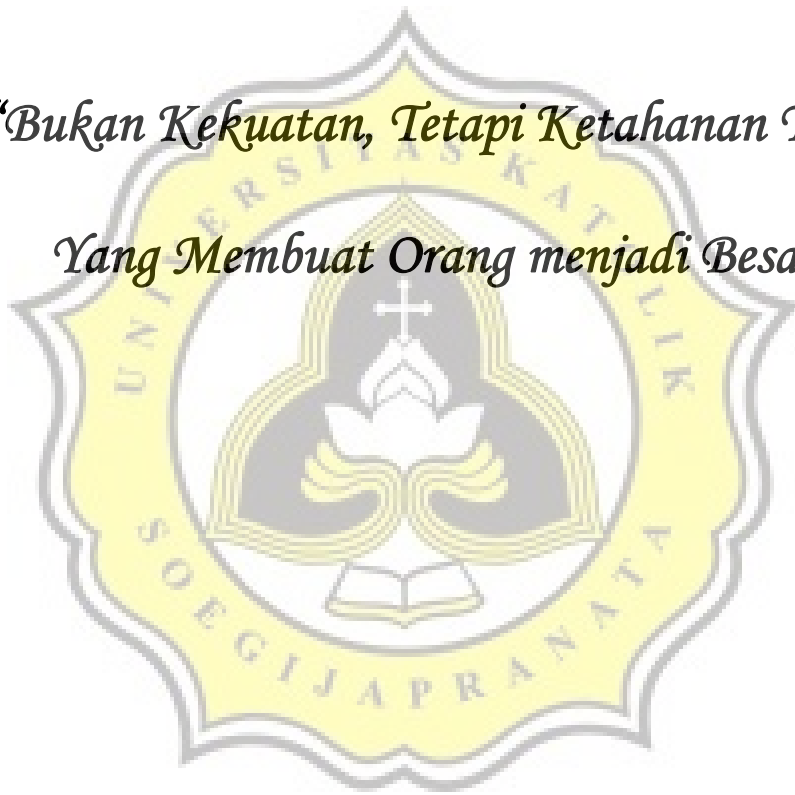 “Bukan Kekuatan, Tetapi Ketahanan
Yang Membuat Orang menjadi
UNIVERSITAS KATOLIK
SOEGIJAPRANATA